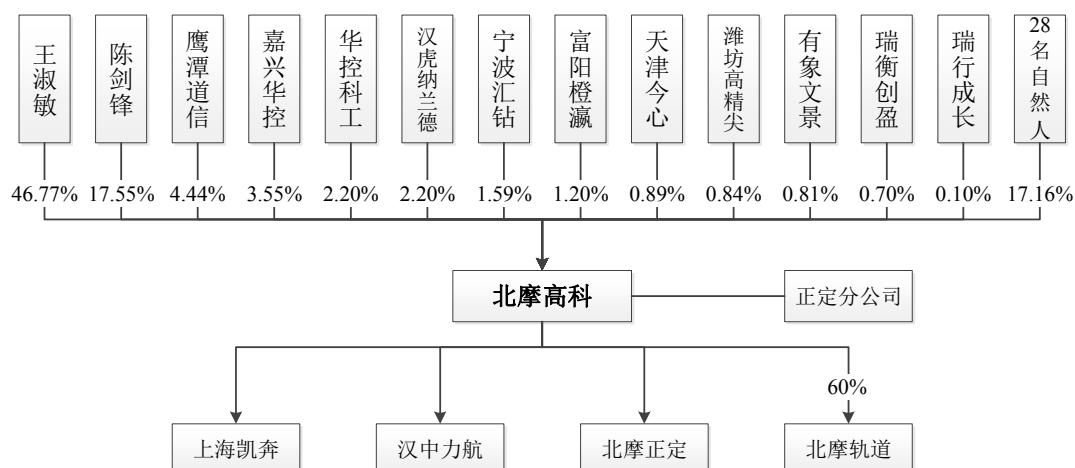 王淑敏
陈剑锋
鹰潭道信
嘉兴华控
华控科工
汉虎纳兰德
宁波汇钻
富阳橙瀛
天津今心
潍坊高精尖
有象文景
瑞衡创盈
瑞行成长
28名自然人
46.77%
17.55%
4.44%
3.55%
2.20%
2.20%
1.59%
1.20%
0.89%
0.84%
0.81%
0.70%
0.10%
17.16%
北摩高科
正定分公司
60%
上海凯奔
汉中力航
北摩正定
北摩轨道